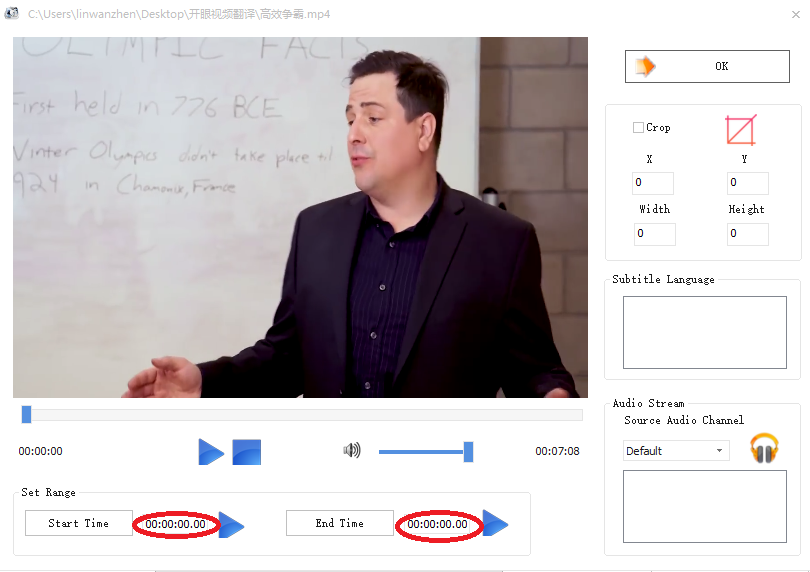 C:\Users\linwanzhen\Desktop\开眼视频翻译\高效争霸.mp4
OLYMPIC FACTS
First held in 776 BCE
Winter Olympics didn't take place til
924 in Chamonix, France
OK
Crop
X Y
0 0
Width Height
0 0
Subtitle Language
Audio Stream
Source Audio Channel
Default
00:00:00 00:07:08
Set Range
Start Time 00:00:00.00 End Time 00:00:00.00